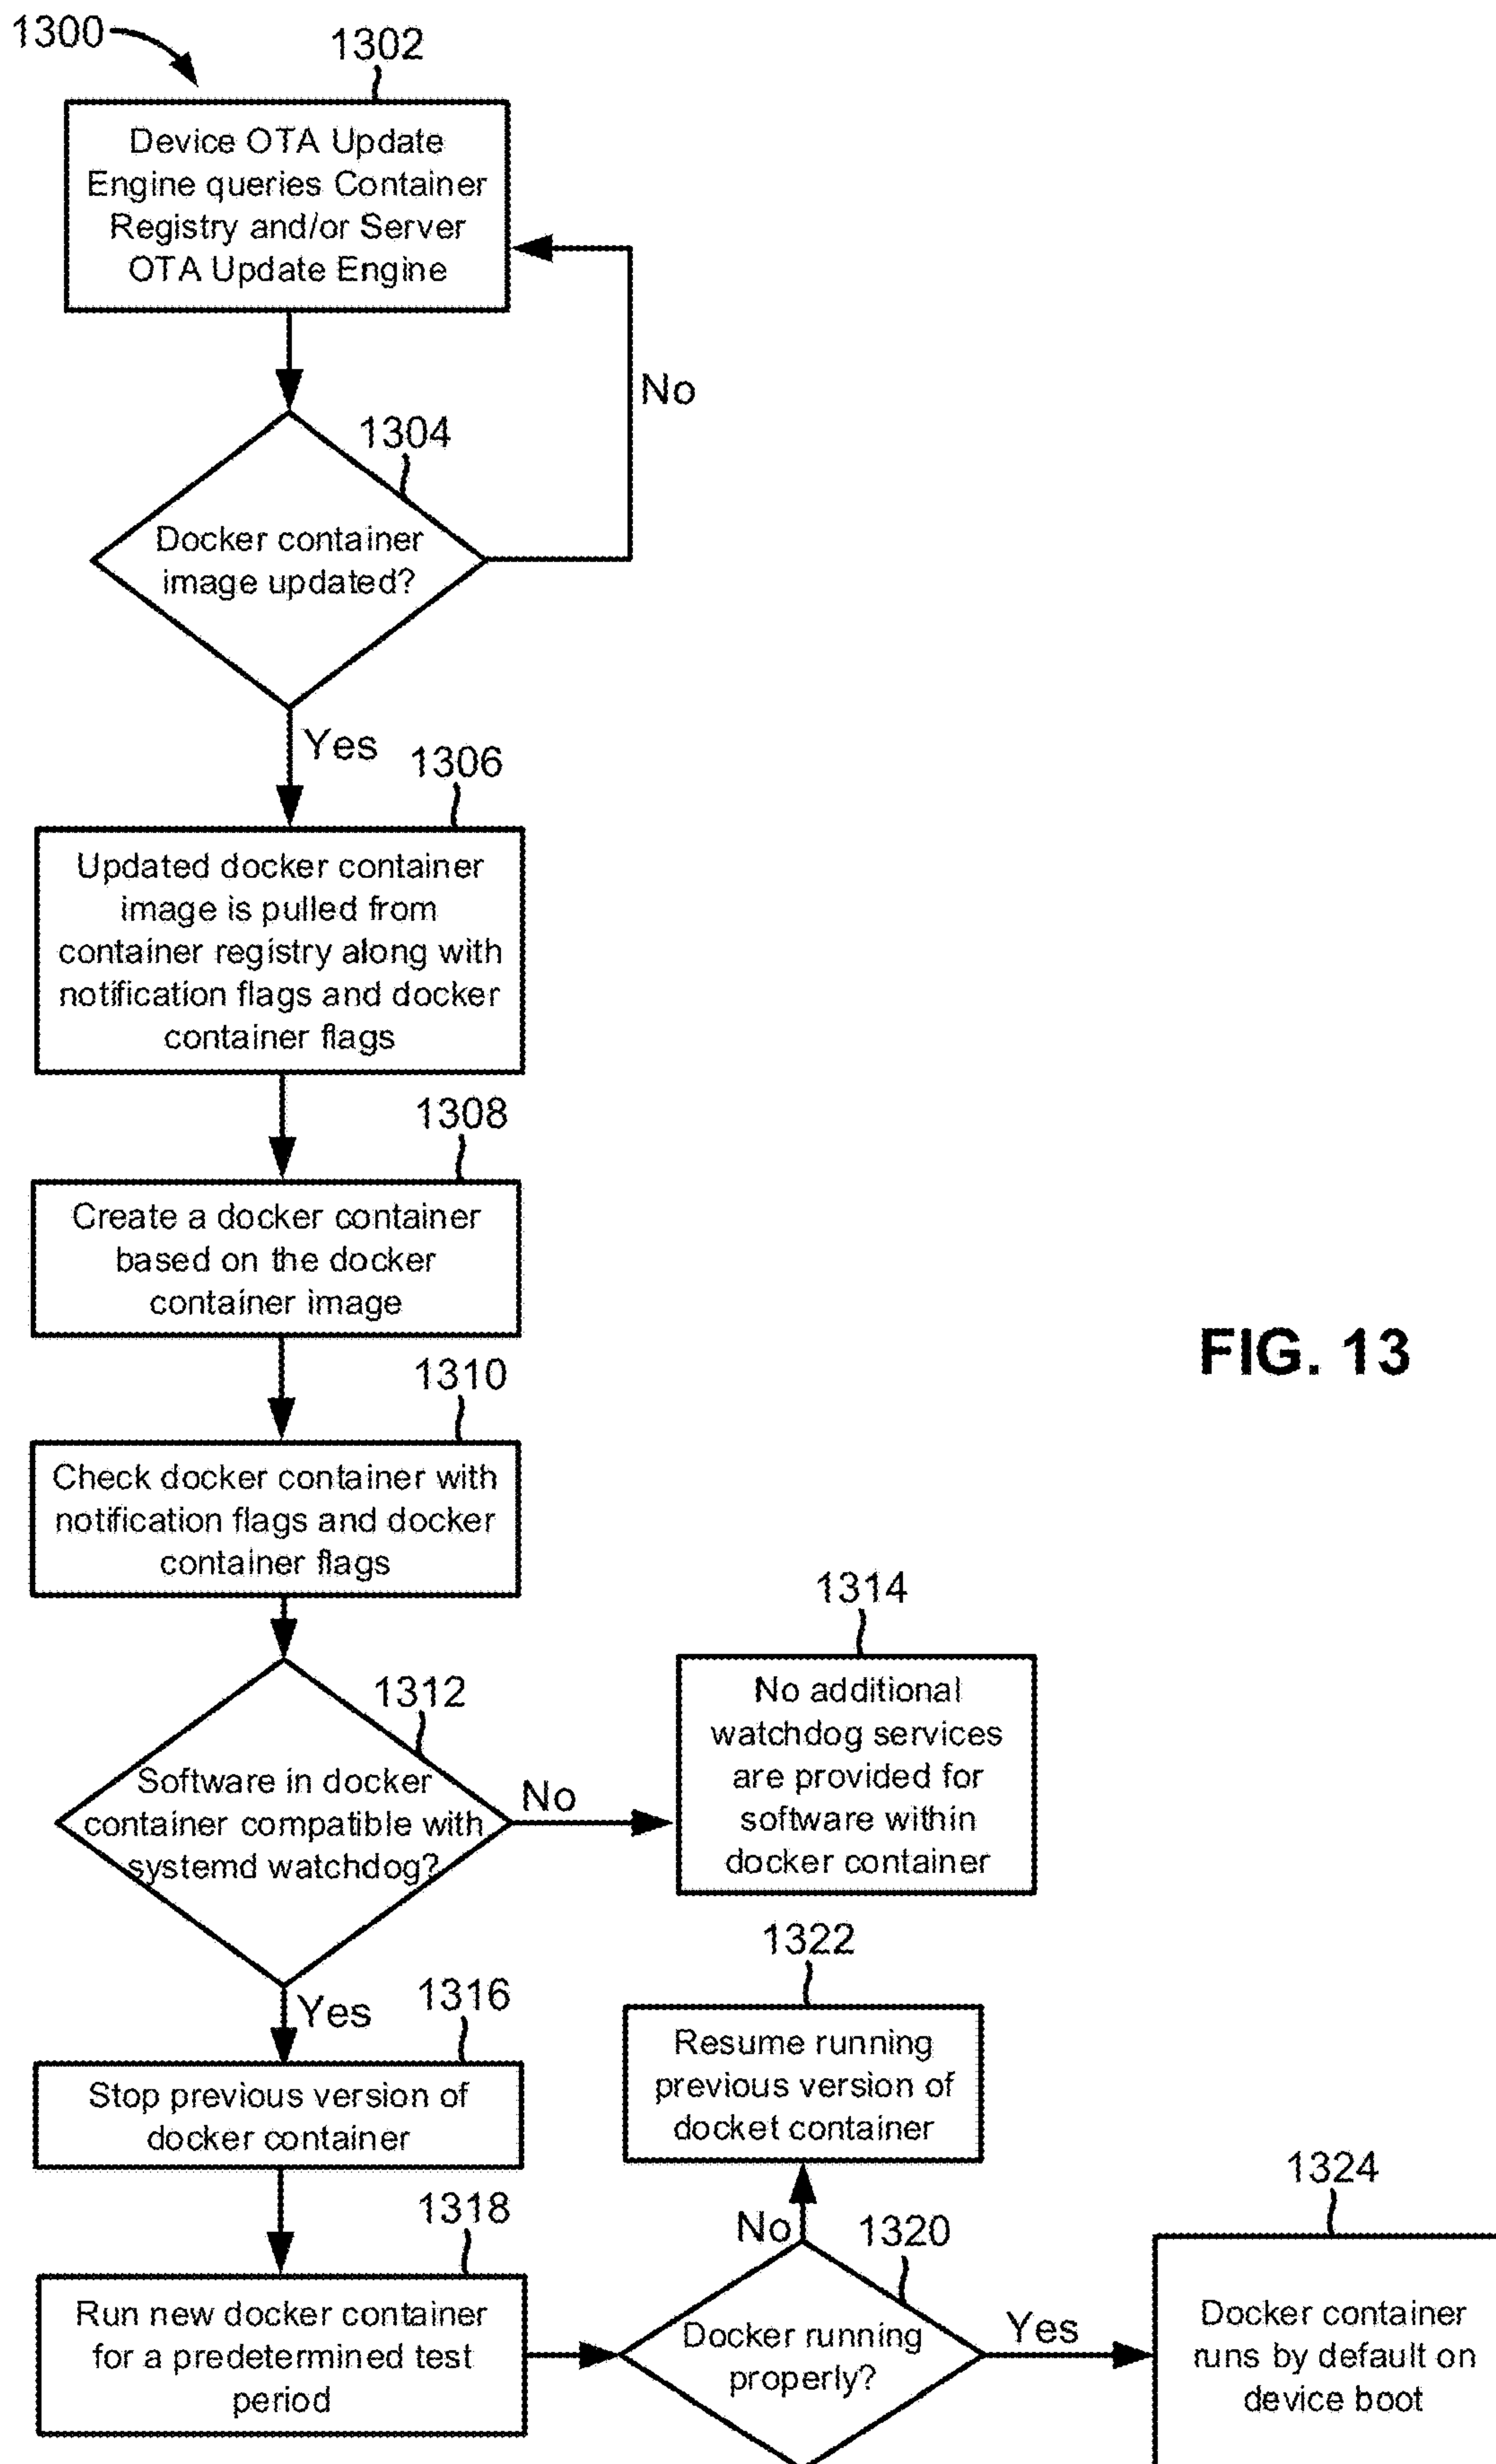 1300
1302
Device OTA Update
Engine queries Container
Registry and/or Server
OTA Update Engine
No
1304
Docker container
image updated?
Yes
1306
Updated docker container
image is pulled from
container registry along with
notification flags and docker
container flags
1308
Create a docker container
based on the docker
container image
FIG. 13
1310
Check docker container with
notification flags and docker
container flags
1312
Software in docker
container compatible with
systemd watchdog?
No
1314
No additional
watchdog services
are provided for
software within
docker container
Yes
1316
Stop previous version of
docker container
1318
Run new docker container
for a predetermined test
period
1322
Resume running
previous version of
docket container
No
1320
Docker running
properly?
Yes
1324
Docker container
runs by default on
device boot